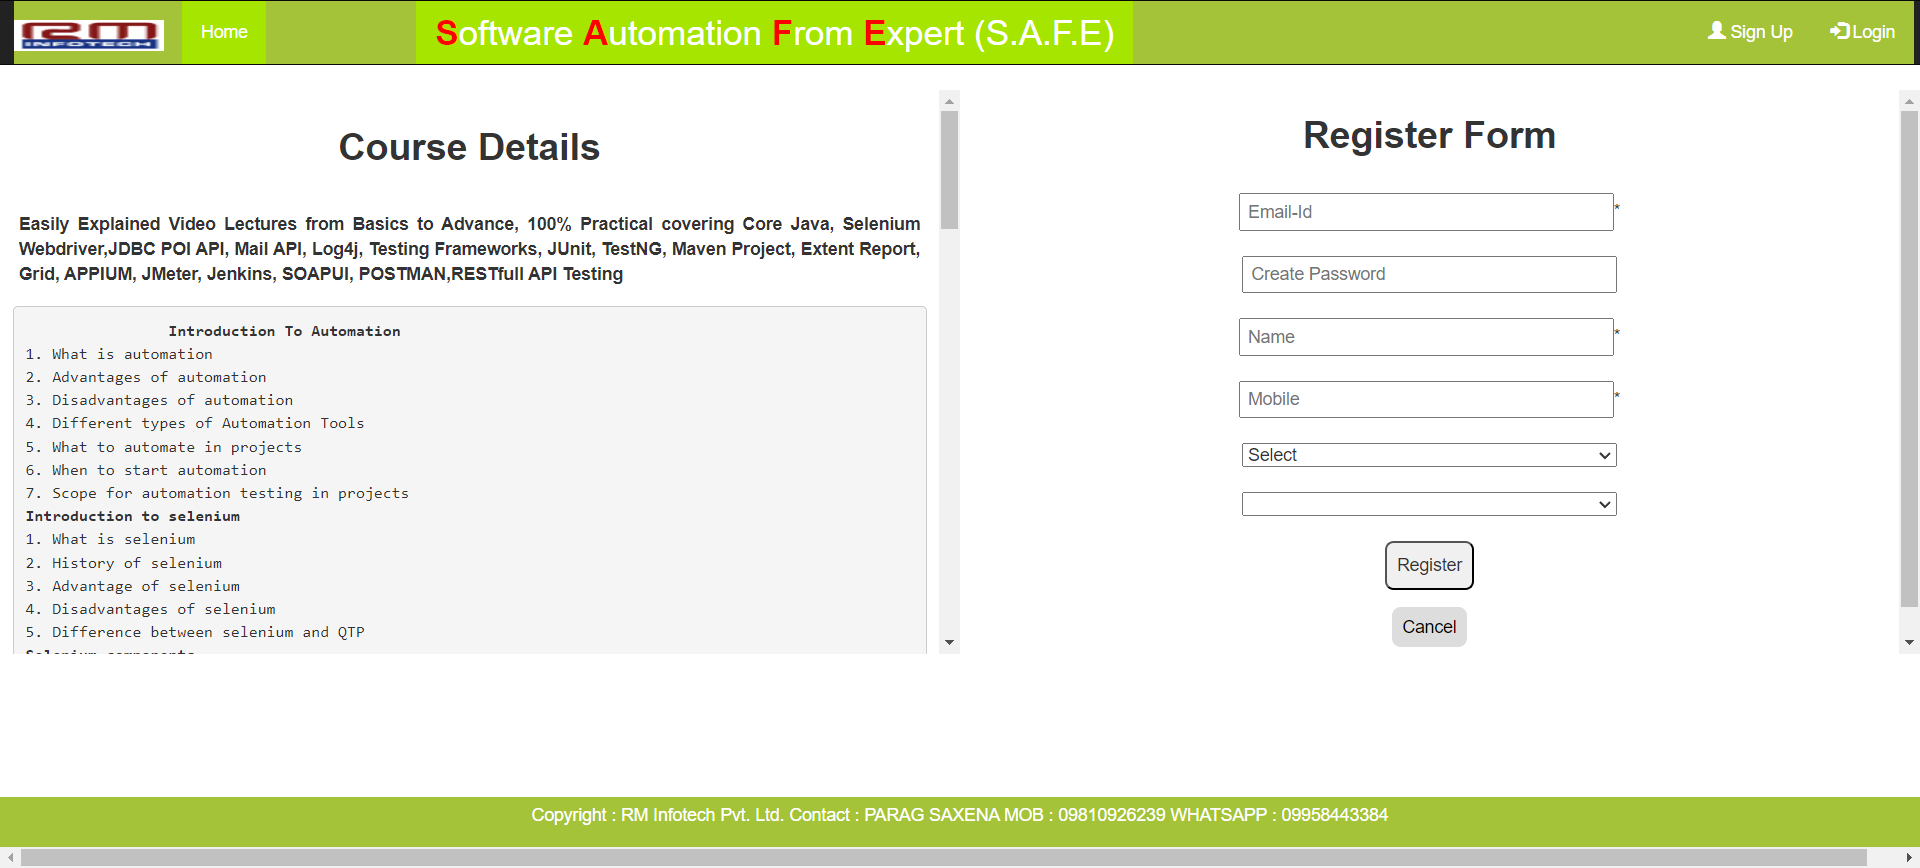 RM
INFOTECH
Home
Software Automation From Expert (S.A.F.E)
Sign Up
Login
Course Details
Easily Explained Video Lectures from Basics to Advance, 100% Practical covering Core Java, Selenium
Webdriver,JDBC POI API, Mail API, Log4j, Testing Frameworks, JUnit, TestNG, Maven Project, Extent Report,
Grid, APPIUM, JMeter, Jenkins, SOAPUI, POSTMAN,RESTfull API Testing
Introduction To Automation
1. What is automation
2. Advantages of automation
3. Disadvantages of automation
4. Different types of Automation Tools
5. What to automate in projects
6. When to start automation
7. Scope for automation testing in projects
Introduction to selenium
1. What is selenium
2. History of selenium
3. Advantage of selenium
4. Disadvantages of selenium
5. Difference between selenium and QTP
Register Form
Email-Id *
Create Password
Name *
Mobile *
Select
Register
Cancel
Copyright : RM Infotech Pvt. Ltd. Contact : PARAG SAXENA MOB : 09810926239 WHATSAPP : 09958443384